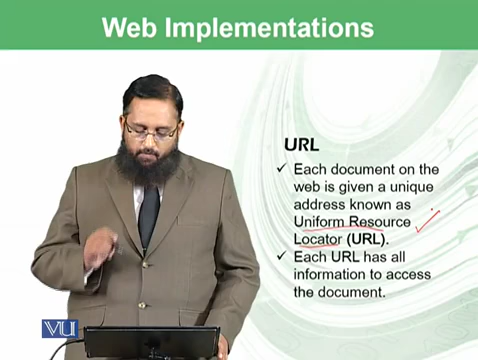 Web Implementations
URL
✓ Each document on the
web is given a unique
address known as
Uniform Resource
Locator (URL).
✓ Each URL has all
information to access
the document.
VU